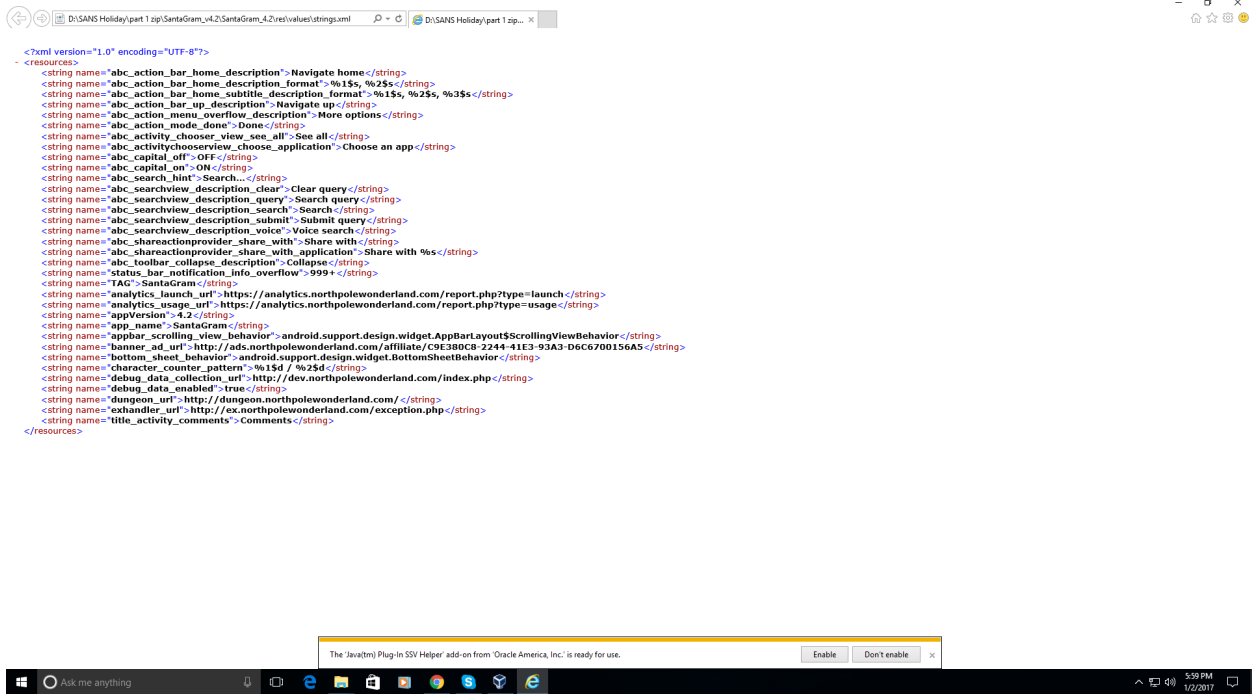 D:\SANS Holiday\part 1 zip\SantaGram_v4.2\SantaGram_4.2\res\values\strings.xml
D:\SANS Holiday\part 1 zip...
<?xml version="1.0" encoding="UTF-8"?>
- <resources>
<string name="abc_action_bar_home_description">Navigate home</string>
<string name="abc_action_bar_home_description_format">%1$s, %2$s</string>
<string name="abc_action_bar_home_subtitle_description_format">%1$s, %2$s, %3$s</string>
<string name="abc_action_bar_up_description">Navigate up</string>
<string name="abc_action_menu_overflow_description">More options</string>
<string name="abc_action_mode_done">Done</string>
<string name="abc_activity_chooser_view_see_all">See all</string>
<string name="abc_activitychooserview_choose_application">Choose an app</string>
<string name="abc_capital_off">OFF</string>
<string name="abc_capital_on">ON</string>
<string name="abc_search_hint">Search…</string>
<string name="abc_searchview_description_clear">Clear query</string>
<string name="abc_searchview_description_query">Search query</string>
<string name="abc_searchview_description_search">Search</string>
<string name="abc_searchview_description_submit">Submit query</string>
<string name="abc_searchview_description_voice">Voice search</string>
<string name="abc_shareactionprovider_share_with">Share with</string>
<string name="abc_shareactionprovider_share_with_application">Share with %s</string>
<string name="abc_toolbar_collapse_description">Collapse</string>
<string name="status_bar_notification_info_overflow">999+</string>
<string name="TAG">SantaGram</string>
<string name="analytics_launch_url">https://analytics.northpolewonderland.com/report.php?type=launch</string>
<string name="analytics_usage_url">https://analytics.northpolewonderland.com/report.php?type=usage</string>
<string name="appVersion">4.2</string>
<string name="app_name">SantaGram</string>
<string name="appbar_scrolling_view_behavior">android.support.design.widget.AppBarLayout$ScrollingViewBehavior</string>
<string name="banner_ad_url">http://ads.northpolewonderland.com/affiliate/C9E380C8-2244-41E3-93A3-D6C6700156A5</string>
<string name="bottom_sheet_behavior">android.support.design.widget.BottomSheetBehavior</string>
<string name="character_counter_pattern">%1$d / %2$d</string>
<string name="debug_data_collection_url">http://dev.northpolewonderland.com/index.php</string>
<string name="debug_data_enabled">true</string>
<string name="dungeon_url">http://dungeon.northpolewonderland.com/</string>
<string name="exhandler_url">http://ex.northpolewonderland.com/exception.php</string>
<string name="title_activity_comments">Comments</string>
</resources>
The 'Java(tm) Plug-In SSV Helper' add-on from 'Oracle America, Inc.' is ready for use.
Enable
Don't enable
Ask me anything
5:59 PM
1/2/2017